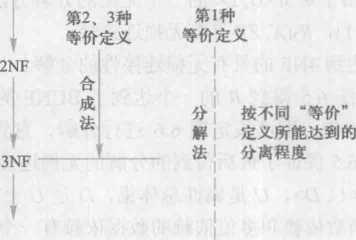 第2、3种
等价定义
第1种
等价定义
2NF
合成法
分解法
按不同“等价”
定义所能达到的
分离程度
3NF